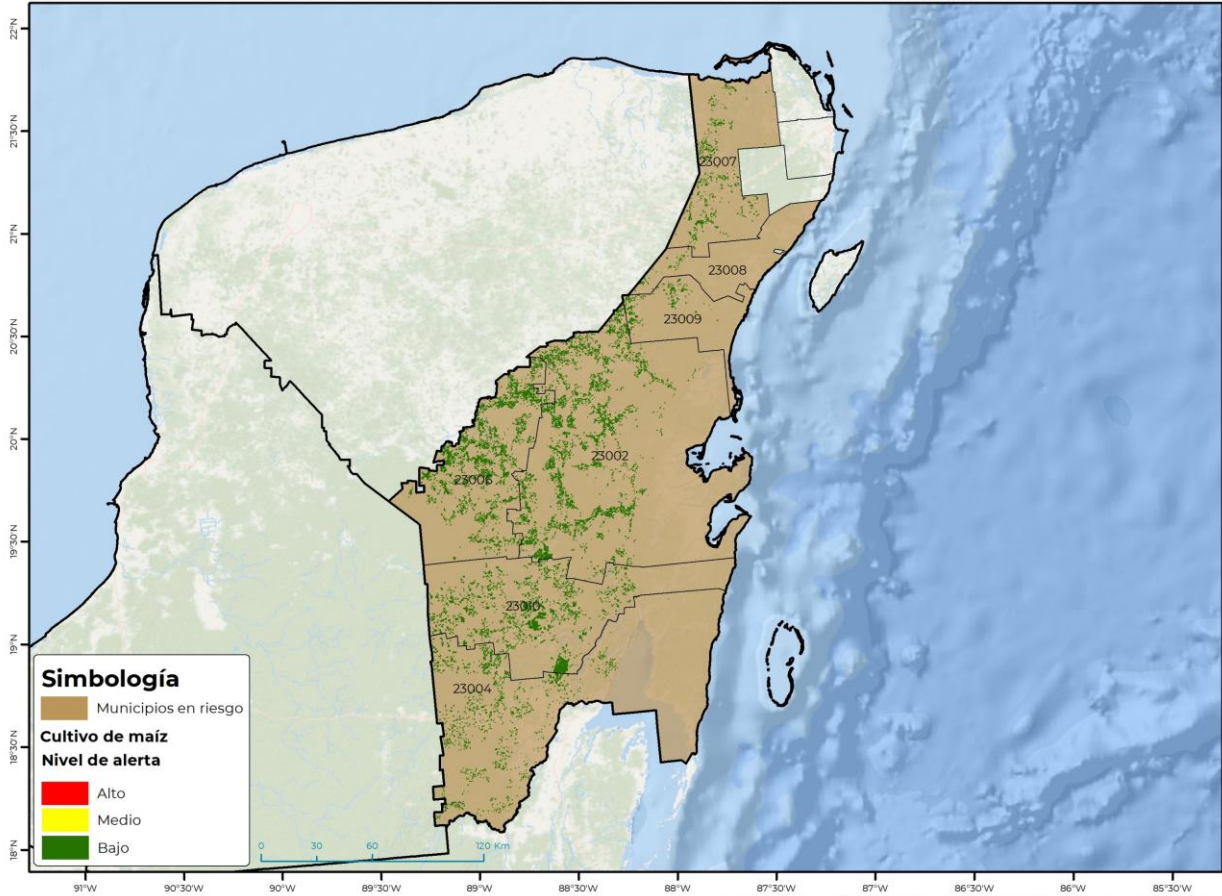 22°N
21°30'N
21°N
20°30'N
20°N
19°30'N
19°N
18°30'N
18°N
23007
23008
23009
23002
23006
23010
23004
Simbología
Municipios en riesgo
Cultivo de maíz
Nivel de alerta
Alto
Medio
Bajo
0 30 60 120 Km
91°W 90°30'W 90°W 89°30'W 89°W 88°30'W 88°W 87°30'W 87°W 86°30'W 86°W 85°30'W